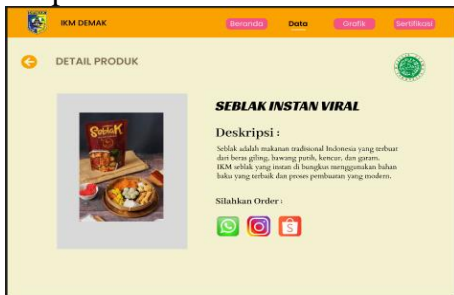 IKM DEMAK
Beranda
Data
Grafik
Sertifikasi
DETAIL PRODUK
SEBLAK INSTAN VIRAL
Deskripsi :
Seblak adalah makanan tradisional Indonesia yang terbuat
dari beras giling, bawang putih, kencur, dan garam.
IKM seblak yang instan di bungkus menggunakan bahan
baku yang terbaik dan proses pembuatan yang modern.
Silahkan Order :
SeblaK
S